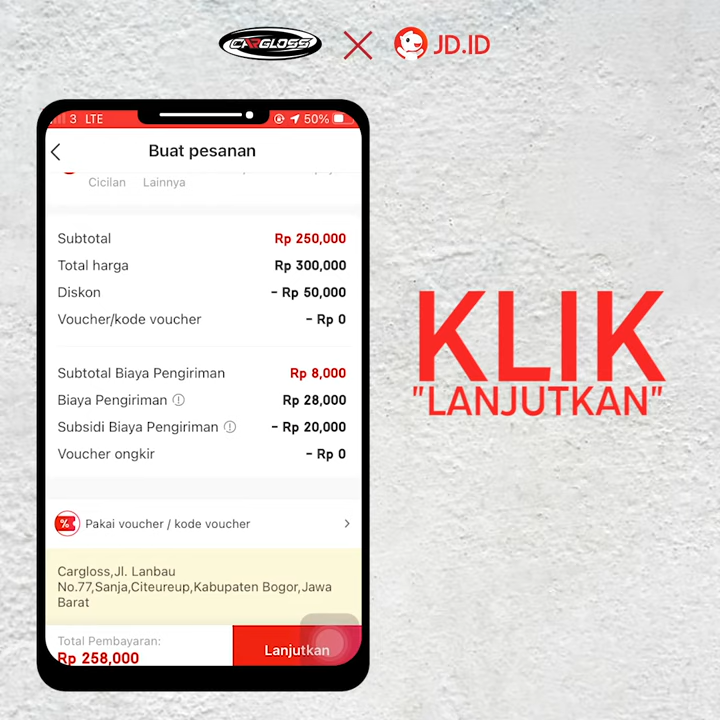 CARGLOSS X JD.ID
3 LTE 50%
Buat pesanan
Cicilan Lainnya
Subtotal Rp 250,000
Total harga Rp 300,000
Diskon - Rp 50,000
Voucher/kode voucher - Rp 0
Subtotal Biaya Pengiriman Rp 8,000
Biaya Pengiriman Rp 28,000
Subsidi Biaya Pengiriman - Rp 20,000
Voucher ongkir - Rp 0
% Pakai voucher / kode voucher
Cargloss,Jl. Lanbau
No.77,Sanja,Citeureup,Kabupaten Bogor,Jawa
Barat
Total Pembayaran:
Rp 258,000
Lanjutkan
KLIK
"LANJUTKAN"